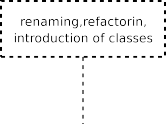 renaming,refactorin,
introduction of classes